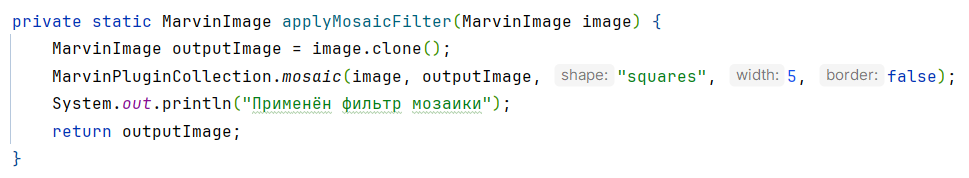 private static MarvinImage applyMosaicFilter(MarvinImage image) {
    MarvinImage outputImage = image.clone();
    MarvinPluginCollection.mosaic(image, outputImage, shape: "squares", width: 5, border: false);
    System.out.println("Применён фильтр мозаики");
    return outputImage;
}